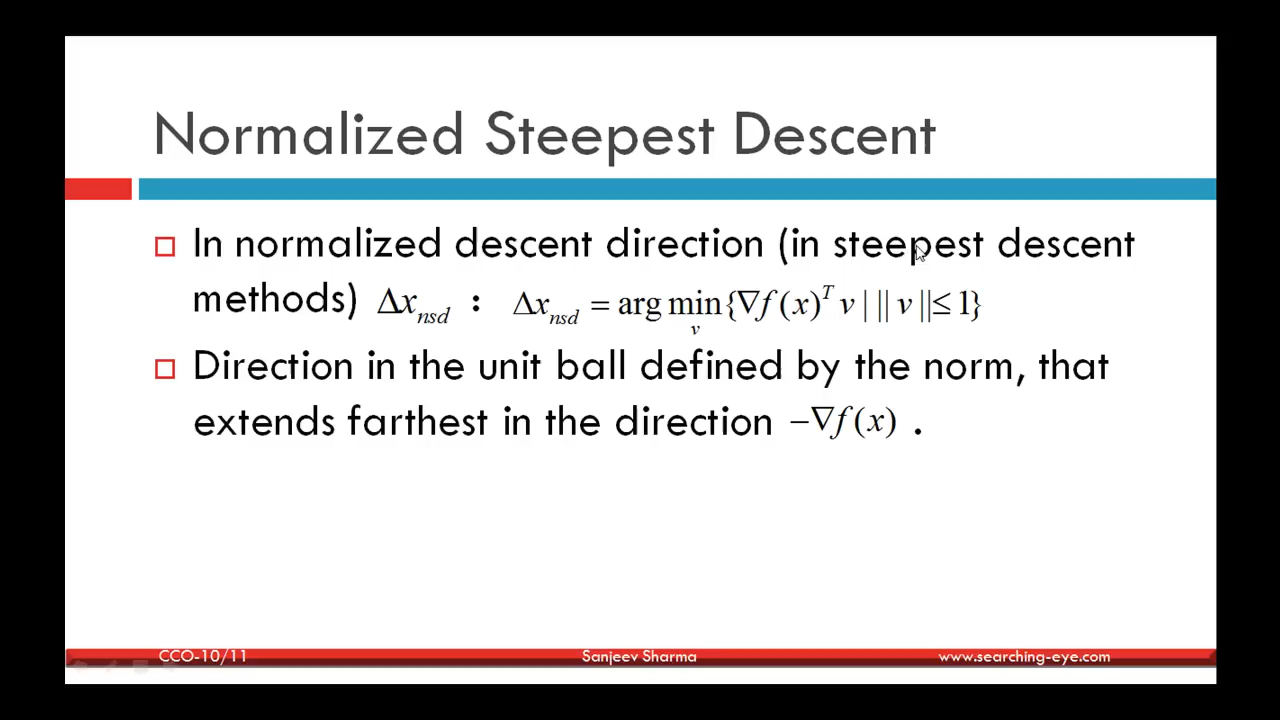 Normalized Steepest Descent
In normalized descent direction (in steepest descent
methods) Δx_nsd : Δx_nsd = arg min_v {∇f(x)^T v | || v || ≤ 1}
Direction in the unit ball defined by the norm, that
extends farthest in the direction −∇f(x) .
CCO-10/11 Sanjeev Sharma www.searching-eye.com